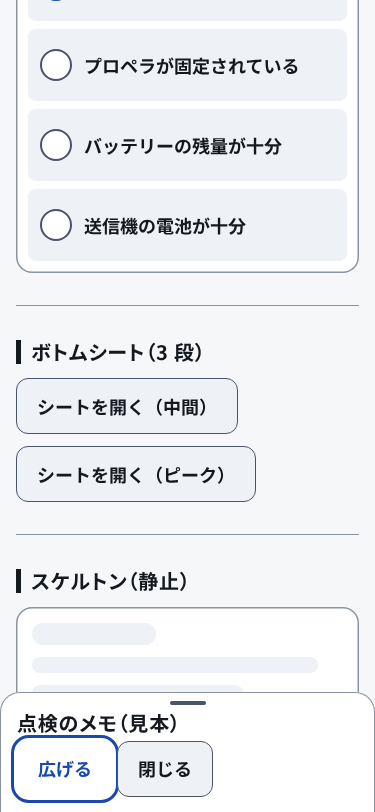 プロペラが固定されている
バッテリーの残量が十分
送信機の電池が十分
ボトムシート（3 段）
シートを開く（中間）
シートを開く（ピーク）
スケルトン（静止）
点検のメモ（見本）
広げる
閉じる